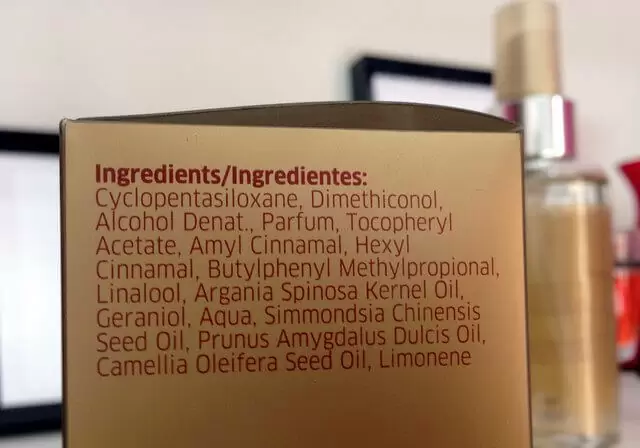 Ingredients/Ingredientes:
Cyclopentasiloxane, Dimethiconol,
Alcohol Denat., Parfum, Tocopheryl
Acetate, Amyl Cinnamal, Hexyl
Cinnamal, Butylphenyl Methylpropional,
Linalool, Argania Spinosa Kernel Oil,
Geraniol, Aqua, Simmondsia Chinensis
Seed Oil, Prunus Amygdalus Dulcis Oil,
Camellia Oleifera Seed Oil, Limonene